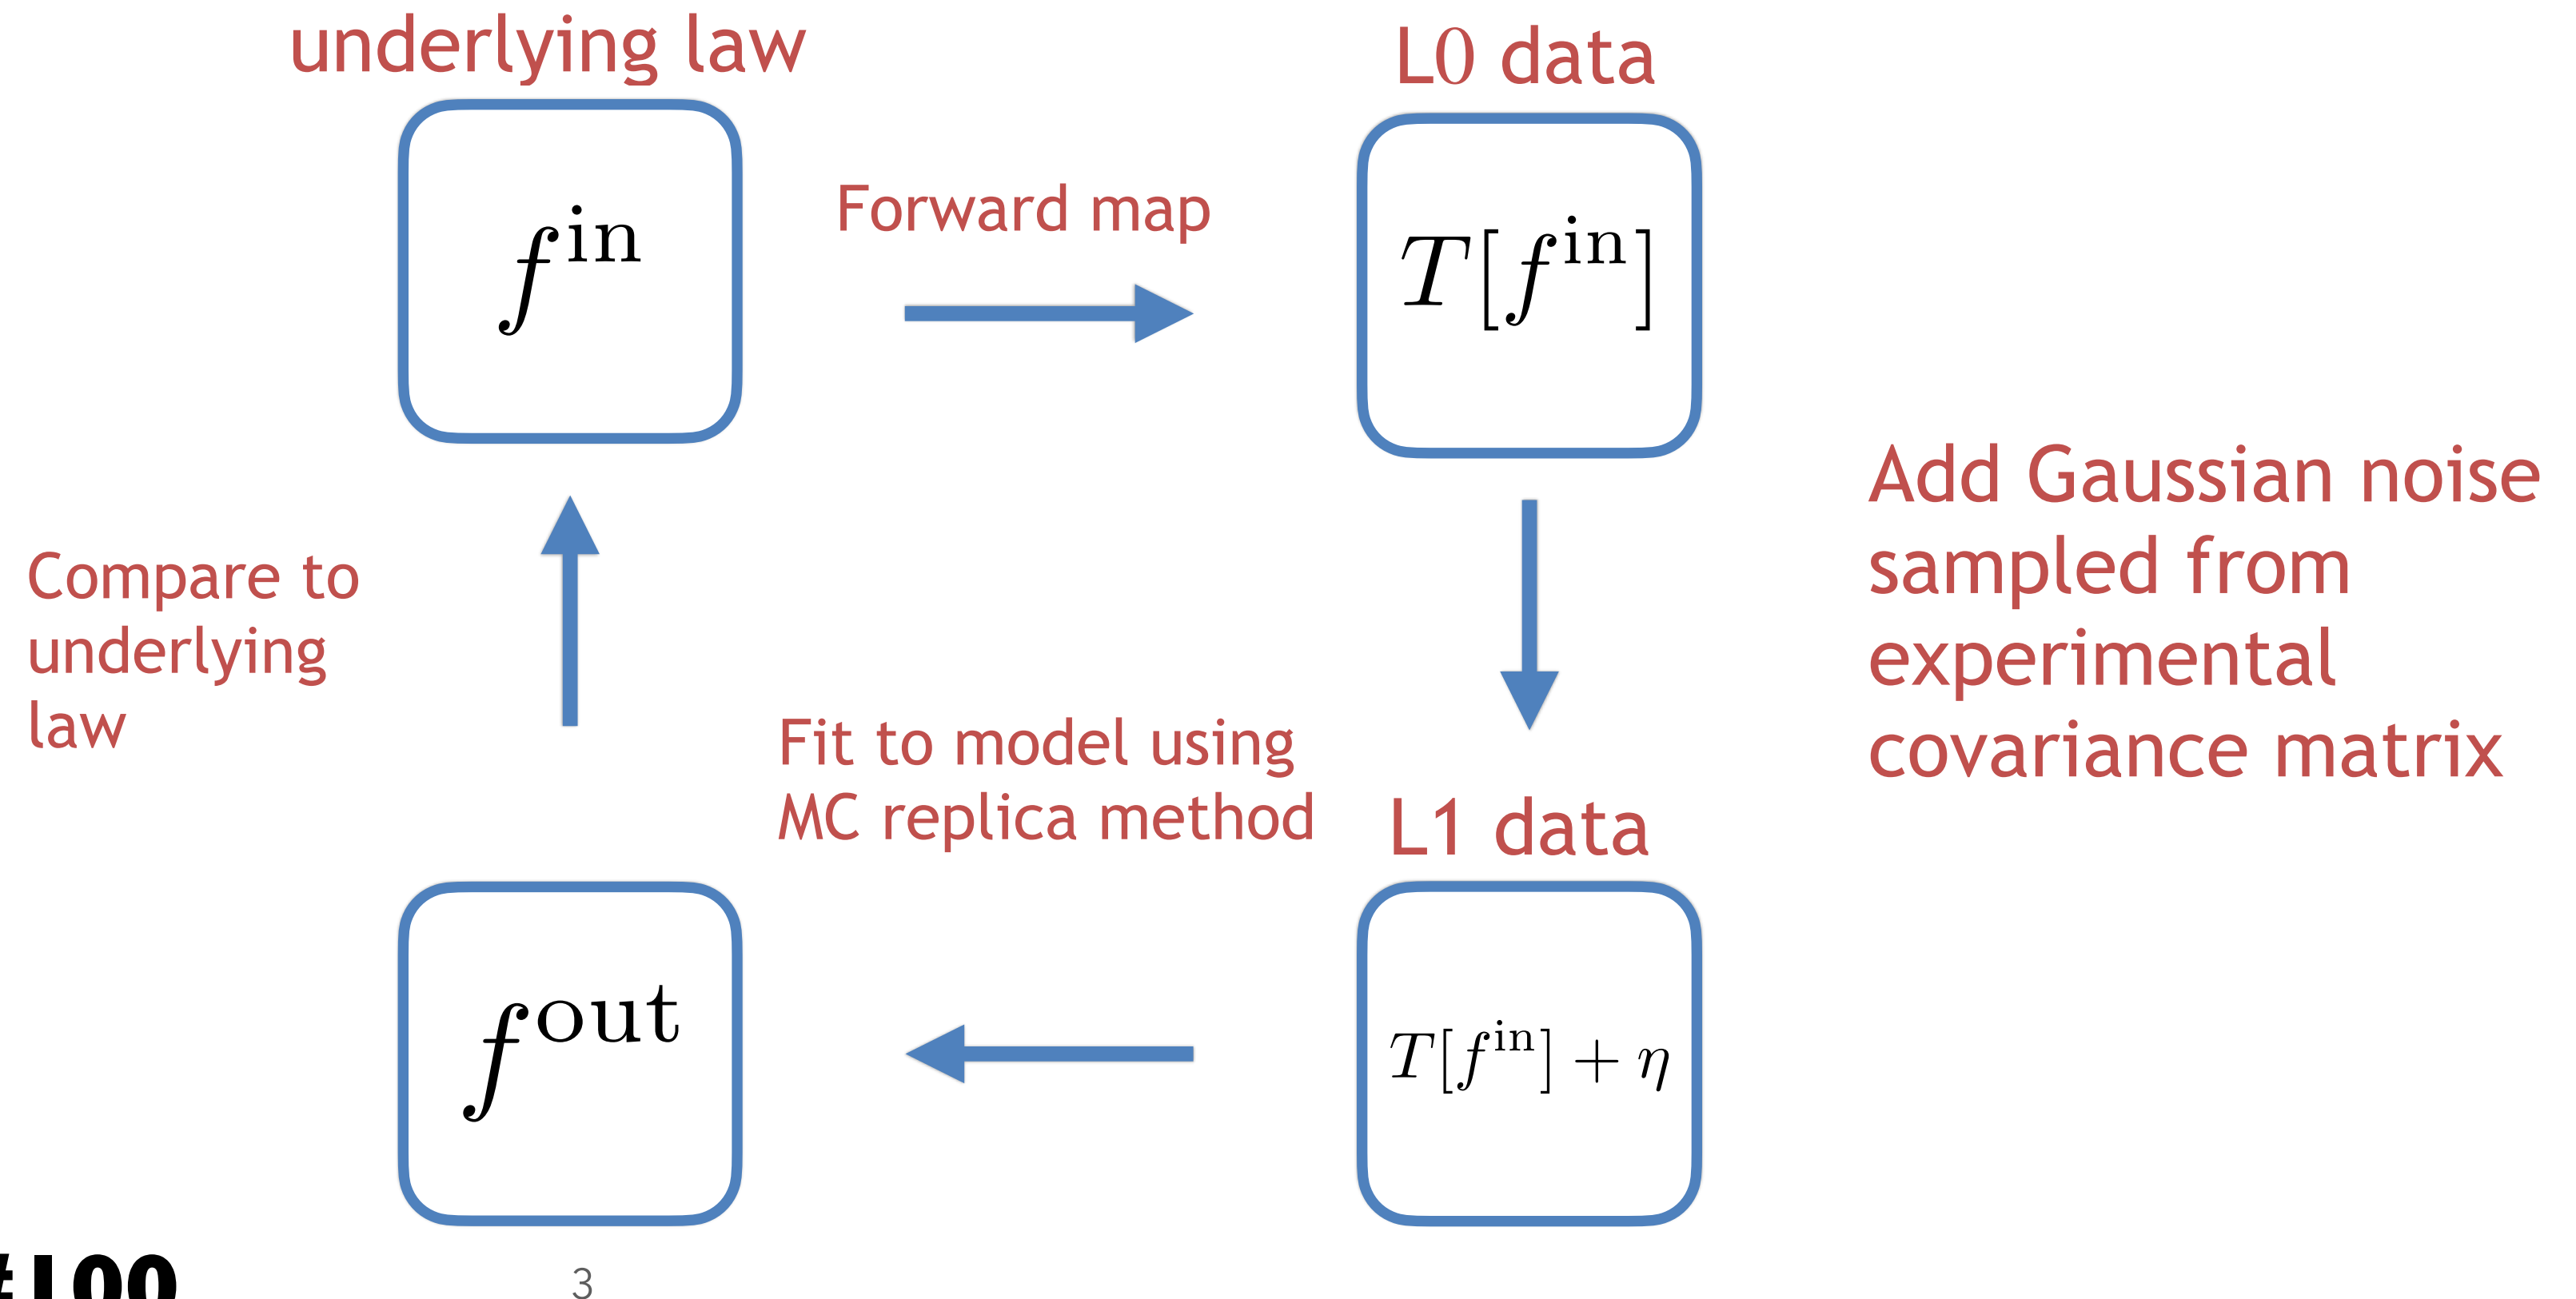 underlying law
L0 data
f^in
Forward map
T[f^in]
Add Gaussian noise
sampled from
experimental
covariance matrix
Compare to
underlying
law
Fit to model using
MC replica method
L1 data
f^out
T[f^in] + η
#100
3